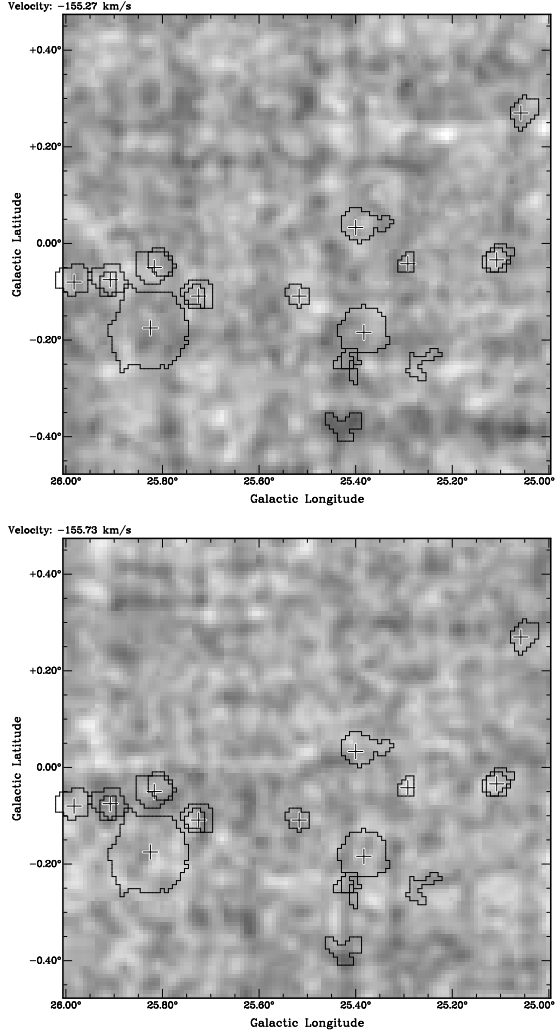 Velocity: −155.27 km/s
+0.40°
+0.20°
0.00°
−0.20°
−0.40°
Galactic Latitude
26.00° 25.80° 25.60° 25.40° 25.20° 25.00°
Galactic Longitude
Velocity: −155.73 km/s
+0.40°
+0.20°
0.00°
−0.20°
−0.40°
Galactic Latitude
26.00° 25.80° 25.60° 25.40° 25.20° 25.00°
Galactic Longitude